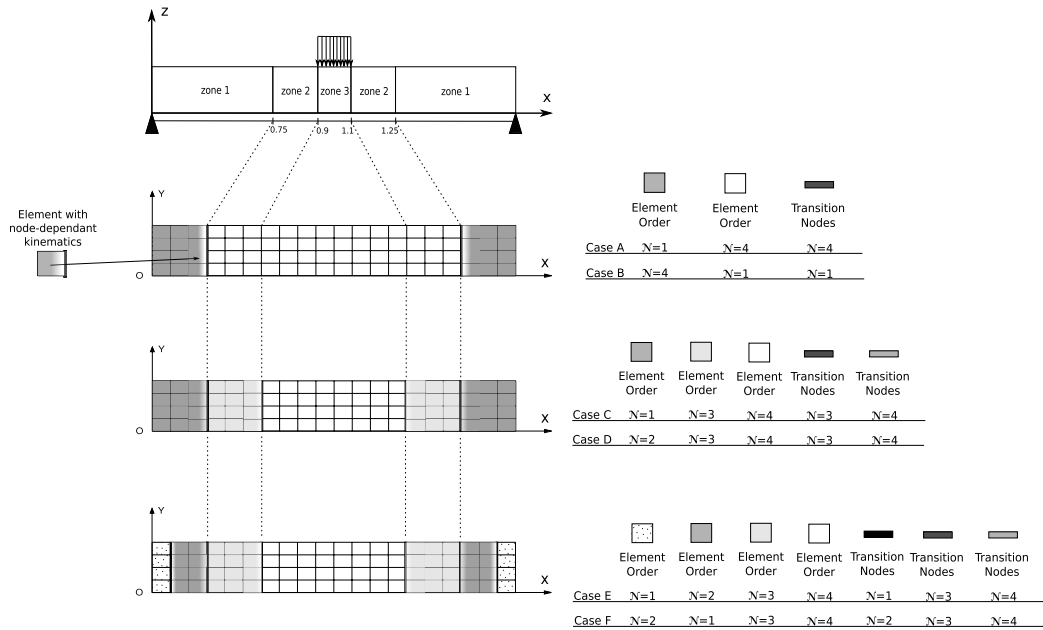 Z
zone 1 zone 2 zone 3 zone 2 zone 1
X
0.75 0.9 1.1 1.25
Element with
node-dependant
kinematics
Y
O
X
Element Order Element Order Transition Nodes
Case A N=1 N=4 N=4
Case B N=4 N=1 N=1
Y
O
X
Element Order Element Order Element Order Transition Nodes Transition Nodes
Case C N=1 N=3 N=4 N=3 N=4
Case D N=2 N=3 N=4 N=3 N=4
Y
O
X
Element Order Element Order Element Order Element Order Transition Nodes Transition Nodes Transition Nodes
Case E N=1 N=2 N=3 N=4 N=1 N=3 N=4
Case F N=2 N=1 N=3 N=4 N=2 N=3 N=4